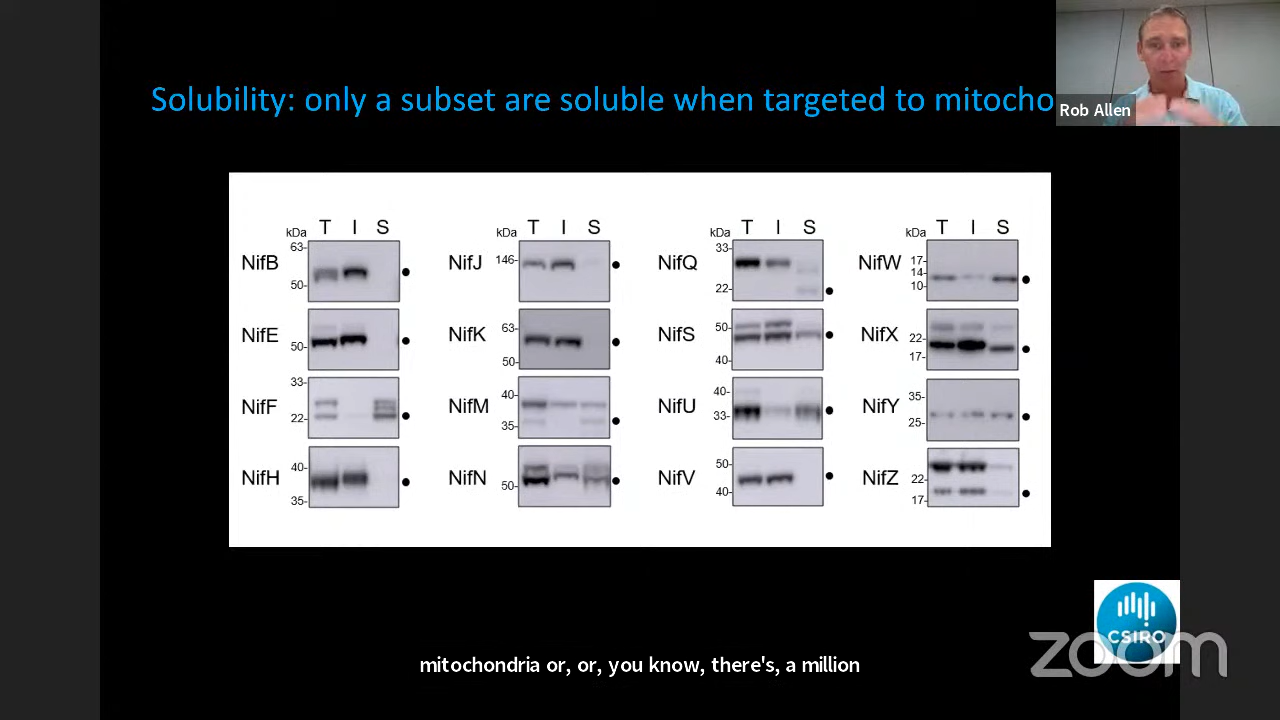 Solubility: only a subset are soluble when targeted to mitocho
Rob Allen
kDa T I S
NifB 63- 50-
NifE 50-
NifF 33- 22-
NifH 40- 35-
kDa T I S
NifJ 146-
NifK 63- 50-
NifM 40- 35-
NifN 50-
kDa T I S
NifQ 33- 22-
NifS 50- 40-
NifU 40- 33-
NifV 50- 40-
kDa T I S
NifW 17- 14- 10-
NifX 22- 17-
NifY 35- 25-
NifZ 22- 17-
CSIRO
zoom
mitochondria or, or, you know, there's, a million